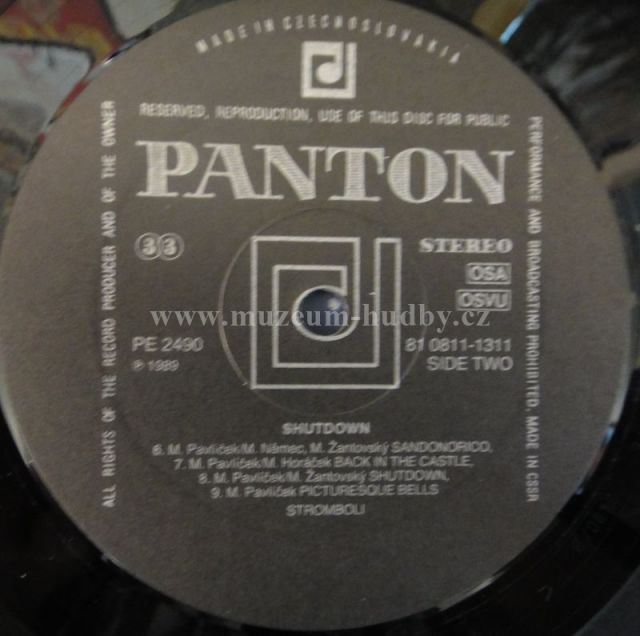 MADE IN CZECHOSLOVAKIA
RESERVED, REPRODUCTION, USE OF THIS DISC FOR PUBLIC
PANTON
33
STEREO
OSA
OSVU
www.muzeum-hudby.cz
PE 2490
81 0811-1311
℗ 1989
SIDE TWO
SHUTDOWN
6. M. Pavlíček/M. Němec, M. Žantovský SANDONORICO,
7. M. Pavlíček/M. Horáček BACK IN THE CASTLE,
8. M. Pavlíček/M. Žantovský SHUTDOWN,
9. M. Pavlíček PICTURESQUE BELLS
STROMBOLI
ALL RIGHTS OF THE RECORD PRODUCER AND OF THE OWNER
PERFORMANCE AND BROADCASTING PROHIBITED. MADE IN CSSR